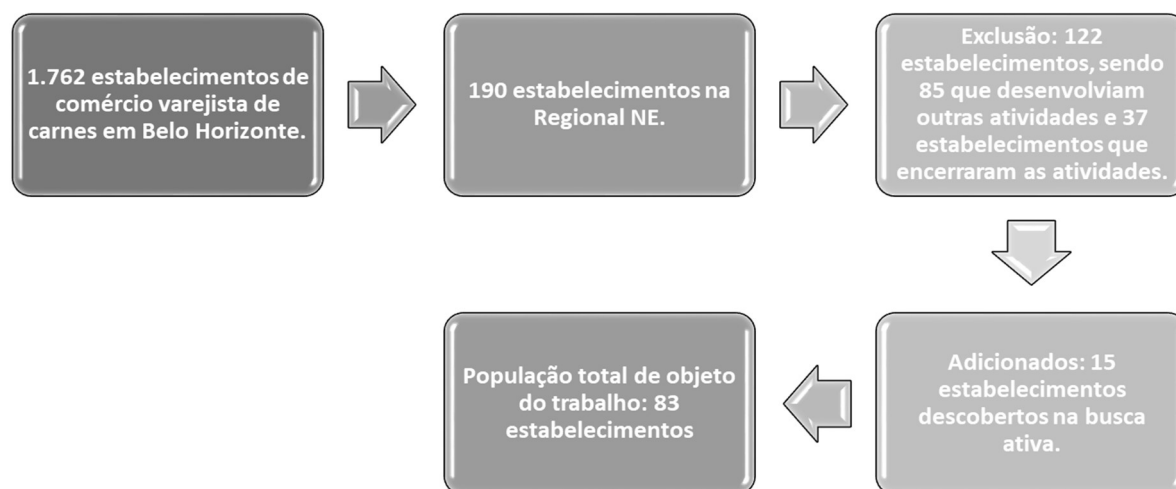 1.762 estabelecimentos de
comércio varejista de
carnes em Belo Horizonte.
190 estabelecimentos na
Regional NE.
Exclusão: 122
estabelecimentos, sendo
85 que desenvolviam
outras atividades e 37
estabelecimentos que
encerraram as atividades. ,
Adicionados: 15
estabelecimentos
descobertos na busca
ativa.
População total de objeto
do trabalho: 83
estabelecimentos